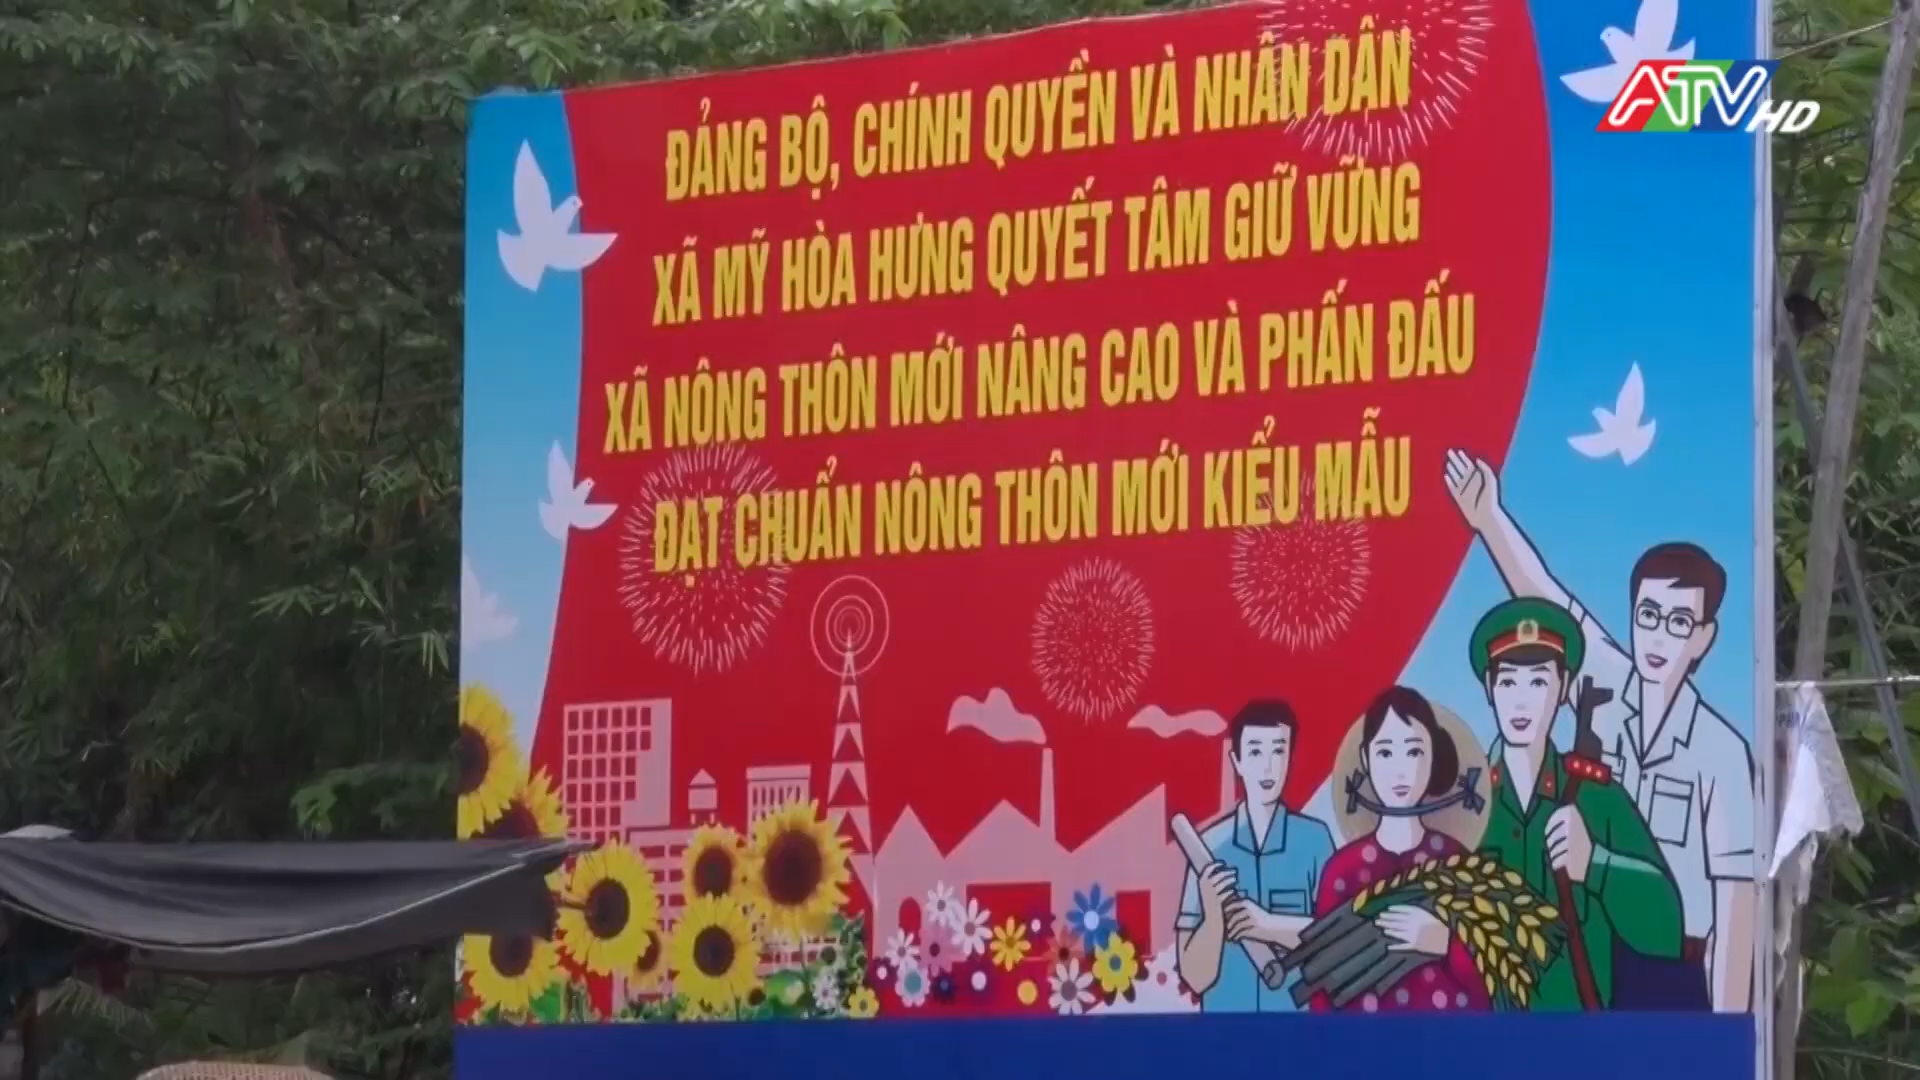 ATV HD
ĐẢNG BỘ, CHÍNH QUYỀN VÀ NHÂN DÂN
XÃ MỸ HÒA HƯNG QUYẾT TÂM GIỮ VỮNG
XÃ NÔNG THÔN MỚI NÂNG CAO VÀ PHẤN ĐẤU
ĐẠT CHUẨN NÔNG THÔN MỚI KIỂU MẪU